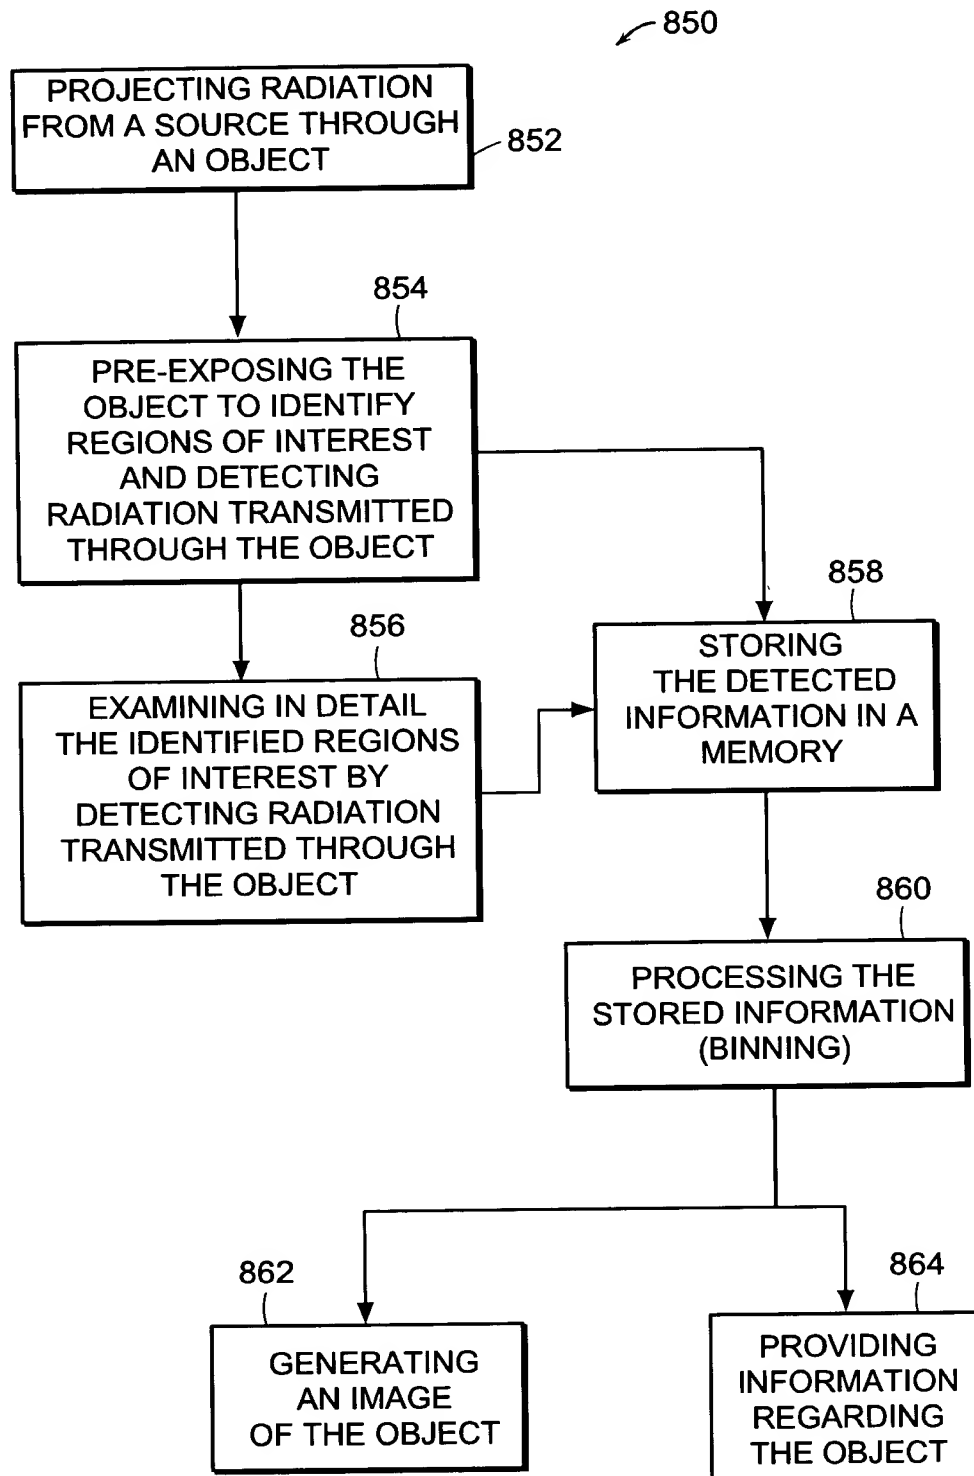 850
PROJECTING RADIATION
FROM A SOURCE THROUGH
AN OBJECT
852
854
PRE-EXPOSING THE
OBJECT TO IDENTIFY
REGIONS OF INTEREST
AND DETECTING
RADIATION TRANSMITTED
THROUGH THE OBJECT
856
EXAMINING IN DETAIL
THE IDENTIFIED REGIONS
OF INTEREST BY
DETECTING RADIATION
TRANSMITTED THROUGH
THE OBJECT
858
STORING
THE DETECTED
INFORMATION IN A
MEMORY
860
PROCESSING THE
STORED INFORMATION
(BINNING)
862
GENERATING
AN IMAGE
OF THE OBJECT
864
PROVIDING
INFORMATION
REGARDING
THE OBJECT